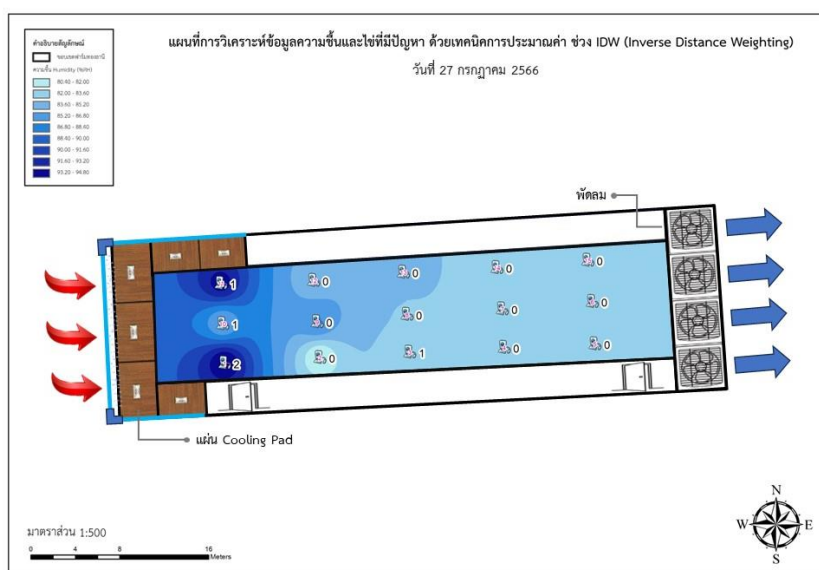 แผนที่การวิเคราะห์ข้อมูลความชื้นและไข่ที่มีปัญหา ด้วยเทคนิคการประมาณค่า ช่วง IDW (Inverse Distance Weighting)
วันที่ 27 กรกฎาคม 2566
คำอธิบายสัญลักษณ์
ความชื้น Humidity (%RH)
80.40 - 82.00
82.00 - 83.60
83.60 - 85.20
85.20 - 86.80
86.80 - 88.40
88.40 - 90.00
90.00 - 91.60
91.60 - 93.20
93.20 - 94.80
พัดลม
1 0 0 0 0
1 0 0 0 0
2 0 1 0 0
แผ่น Cooling Pad
มาตราส่วน 1:500
0 4 8 16
Meters
N
W E
S